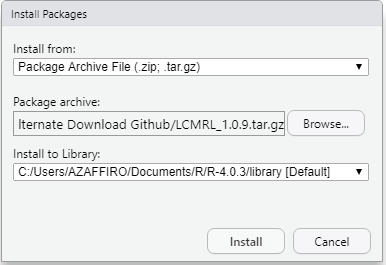 Install Packages
Install from:
Package Archive File (.zip; .tar.gz)
Package archive:
lternate Download Github/LCMRL_1.0.9.tar.gz
Browse...
Install to Library:
C:/Users/AZAFFIRO/Documents/R/R-4.0.3/library [Default]
Install
Cancel